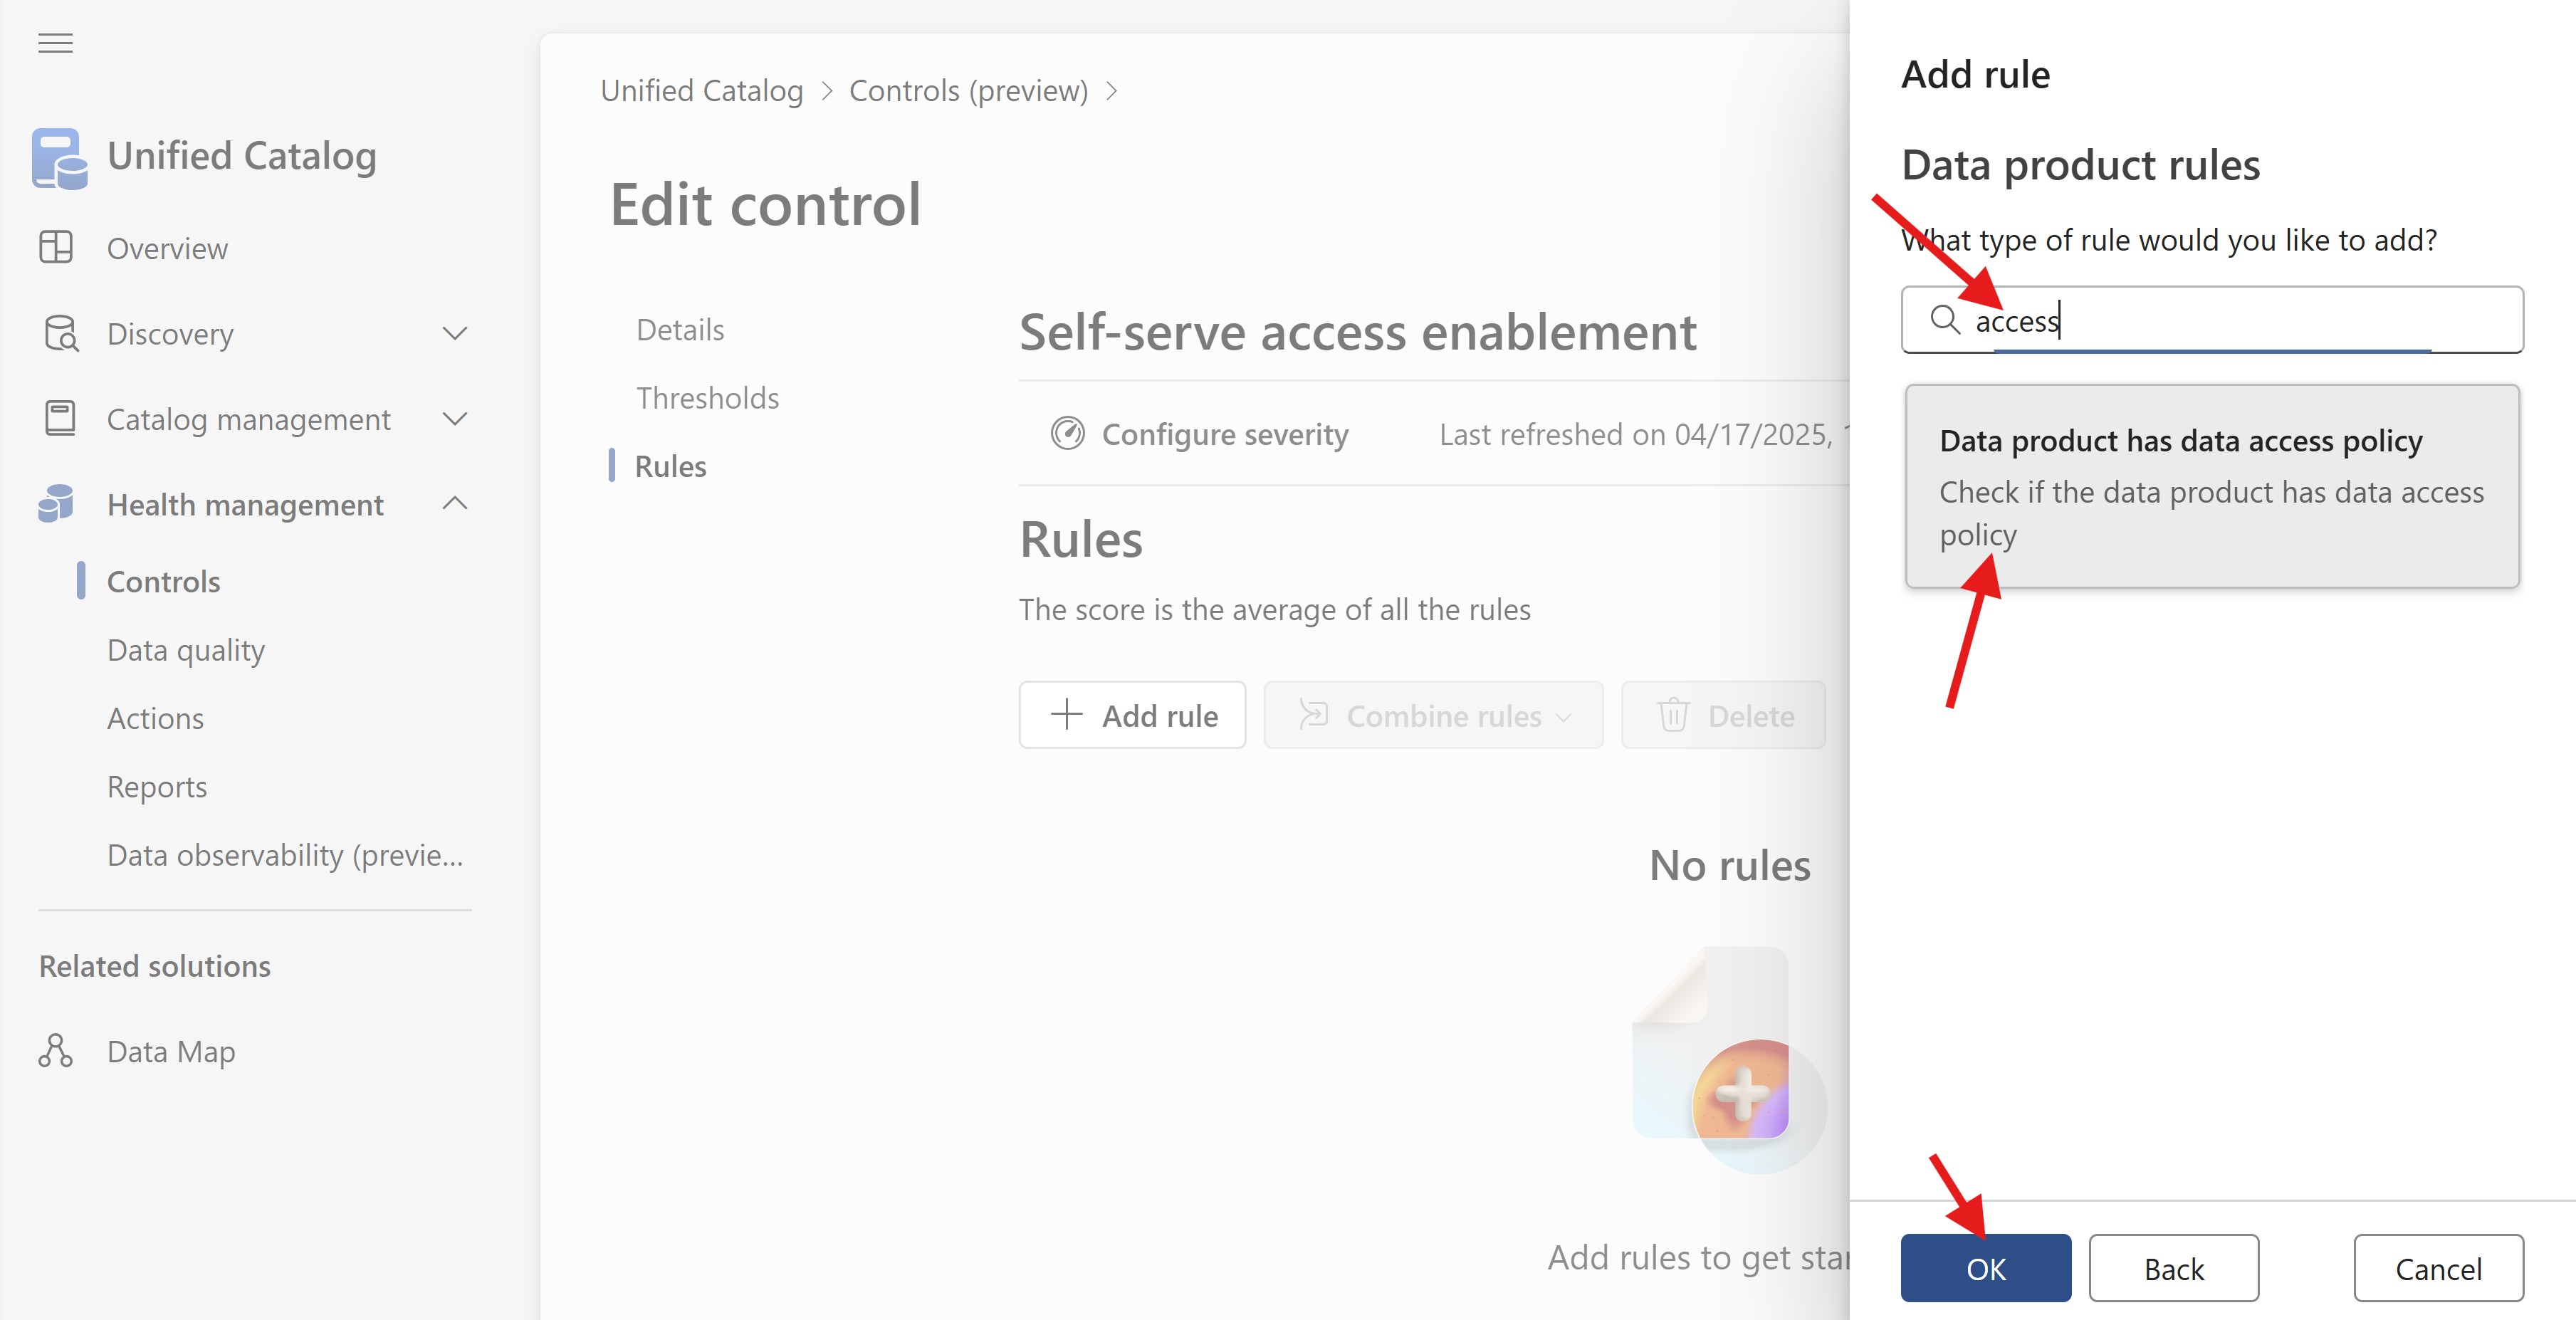 Unified Catalog
Overview
Discovery
Catalog management
Health management
Controls
Data quality
Actions
Reports
Data observability (previe...
Related solutions
Data Map
Unified Catalog > Controls (preview) >
Edit control
Details
Thresholds
Rules
Self-serve access enablement
Configure severity
Last refreshed on 04/17/2025,
Rules
The score is the average of all the rules
Add rule
Combine rules
Delete
No rules
Add rules to get
Add rule
Data product rules
What type of rule would you like to add?
access
Data product has data access policy
Check if the data product has data access
policy
OK
Back
Cancel